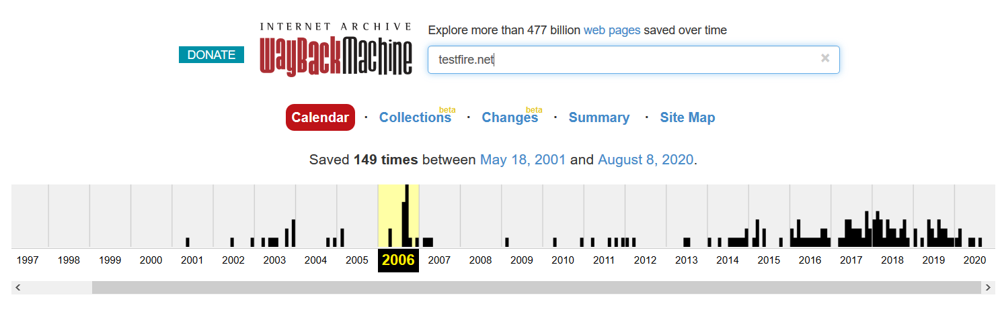 INTERNET ARCHIVE
WayBackMachine
DONATE
Explore more than 477 billion web pages saved over time
testfire.net
Calendar · Collections beta · Changes beta · Summary · Site Map
Saved 149 times between May 18, 2001 and August 8, 2020.
1997 1998 1999 2000 2001 2002 2003 2004 2005 2006 2007 2008 2009 2010 2011 2012 2013 2014 2015 2016 2017 2018 2019 2020